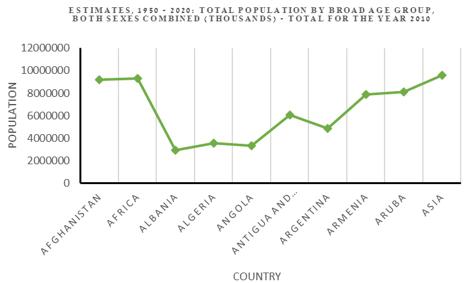 ESTIMATES, 1950 - 2020: TOTAL POPULATION BY BROAD AGE GROUP,
BOTH SEXES COMBINED (THOUSANDS) - TOTAL FOR THE YEAR 2010
12000000
10000000
8000000
6000000
4000000
2000000
0
POPULATION
AFGHANISTAN
AFRICA
ALBANIA
ALGERIA
ANGOLA
ANTIGUA AND...
ARGENTINA
ARMENIA
ARUBA
ASIA
COUNTRY